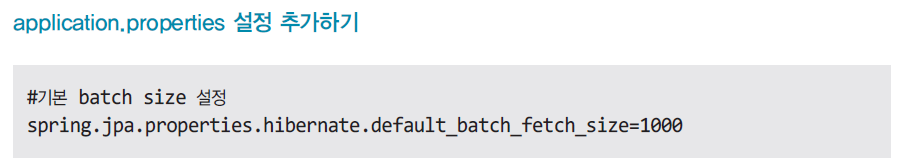 application.properties 설정 추가하기
#기본 batch size 설정
spring.jpa.properties.hibernate.default_batch_fetch_size=1000